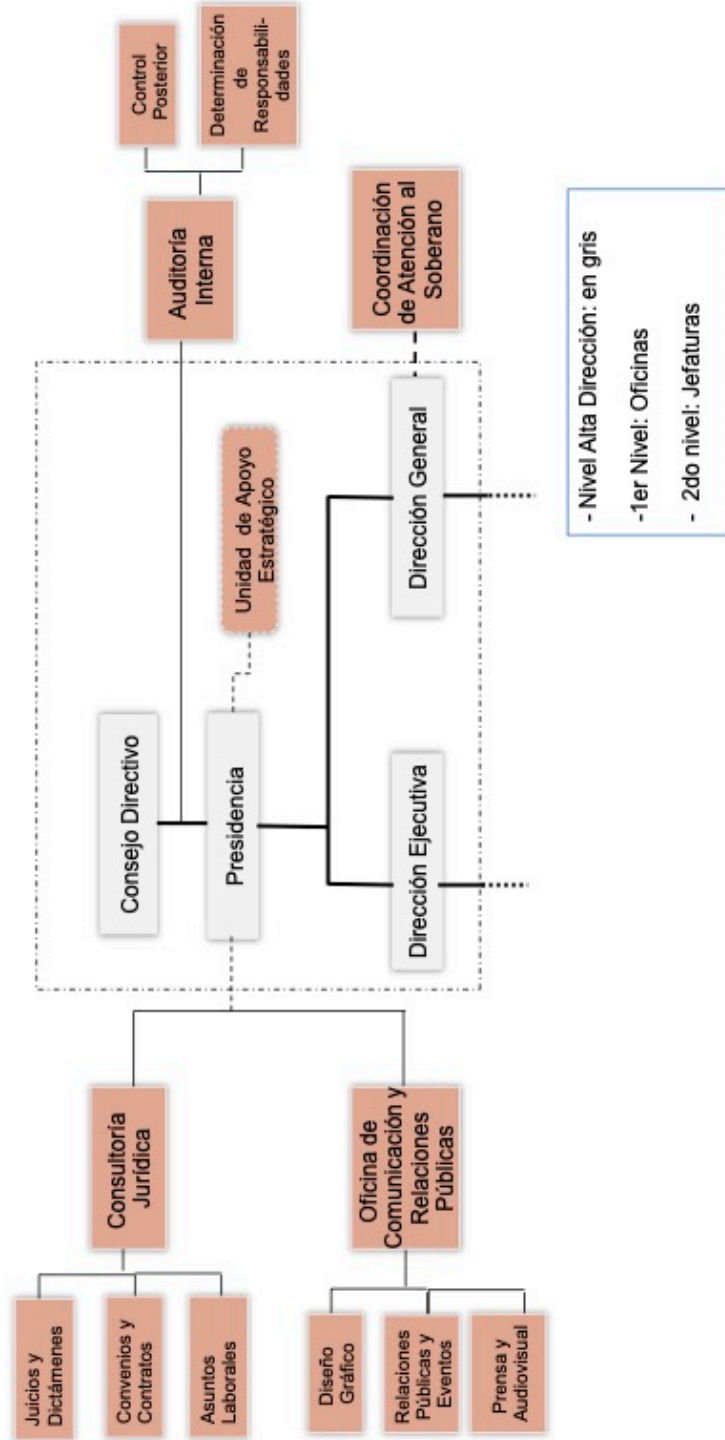 Juicios y
Dictámenes
Convenios y
Contratos
Asuntos
Laborales
Consultoría
Jurídica
Diseño
Gráfico
Relaciones
Públicas y
Eventos
Prensa y
Audiovisual
Oficina de
Comunicación y
Relaciones
Públicas
Consejo Directivo
Presidencia
Unidad de Apoyo
Estratégico
Dirección Ejecutiva
Dirección General
Auditoría
Interna
Control
Posterior
Determinación
de
Responsabili-
dades
Coordinación
de Atención al
Soberano
- Nivel Alta Dirección: en gris
-1er Nivel: Oficinas
- 2do nivel: Jefaturas